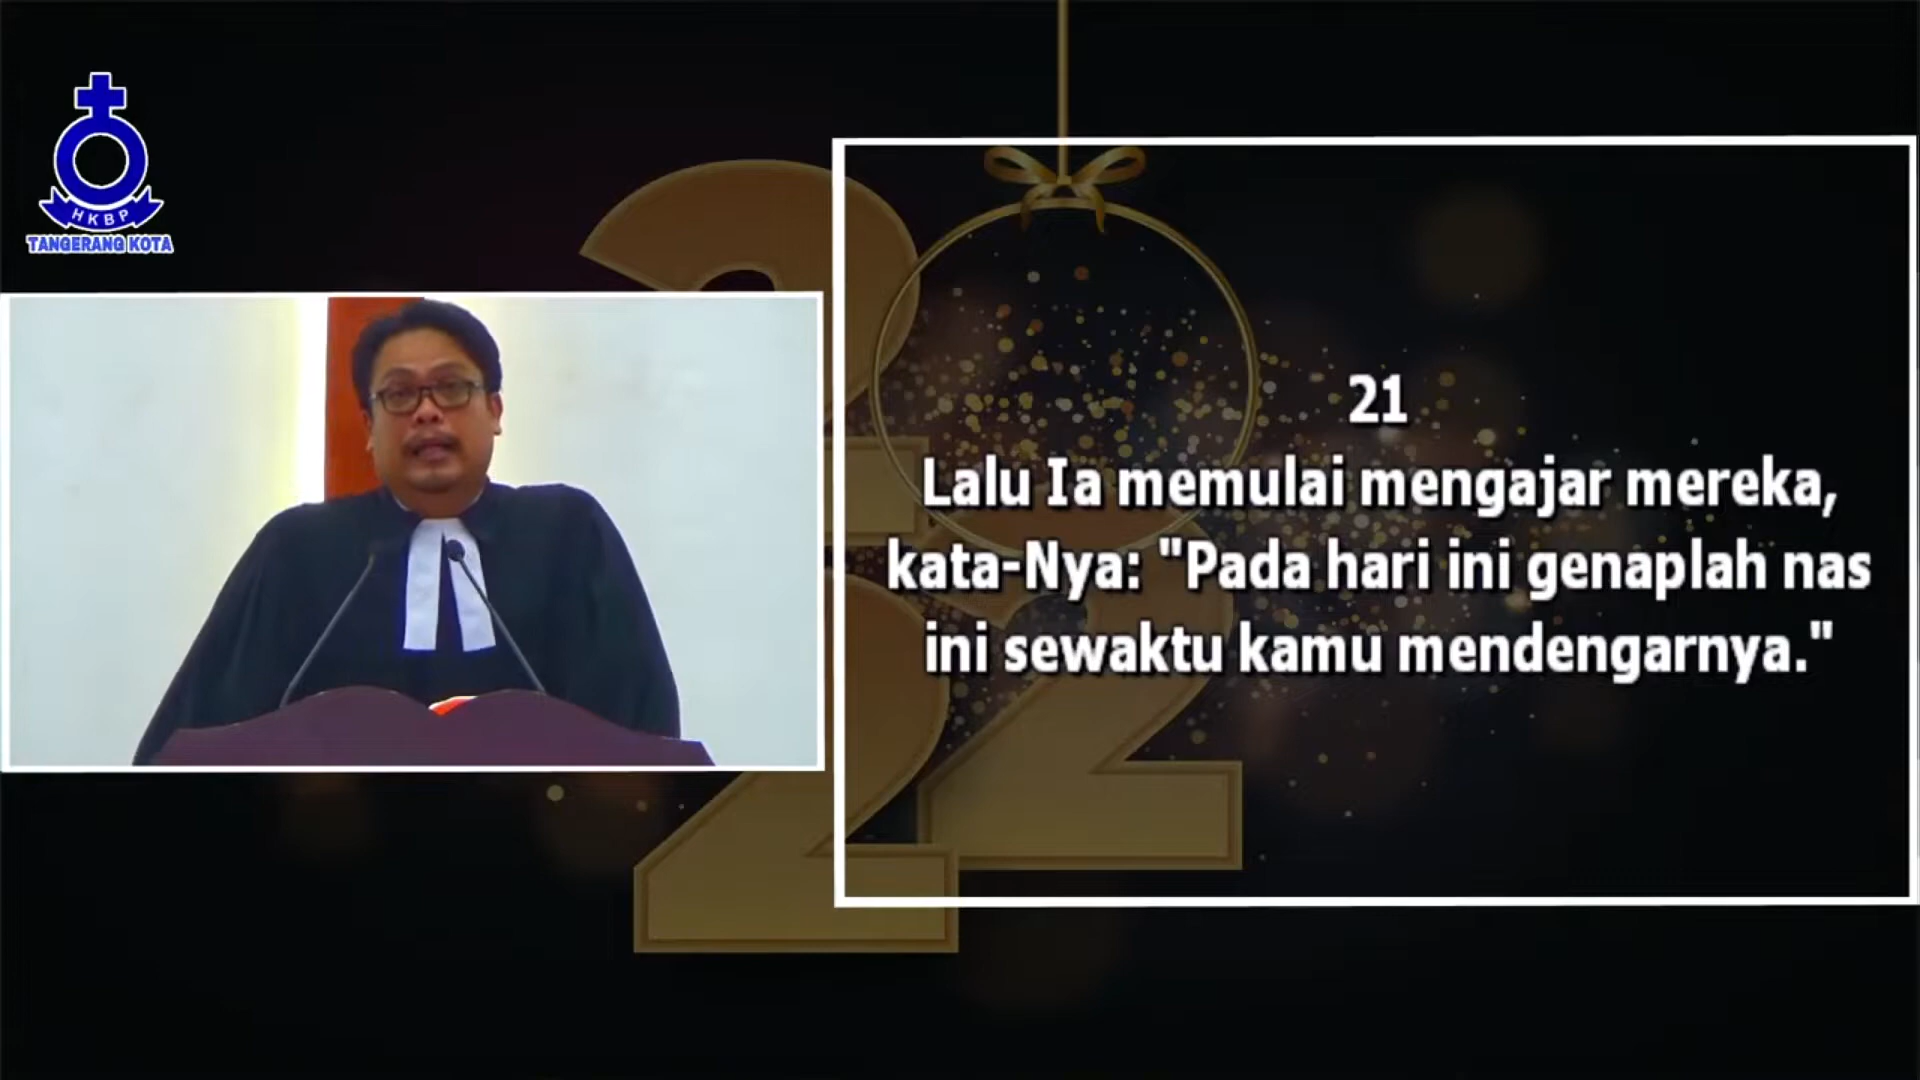 HKBP
TANGERANG KOTA
21
Lalu Ia memulai mengajar mereka,
kata-Nya: "Pada hari ini genaplah nas
ini sewaktu kamu mendengarnya."
2022